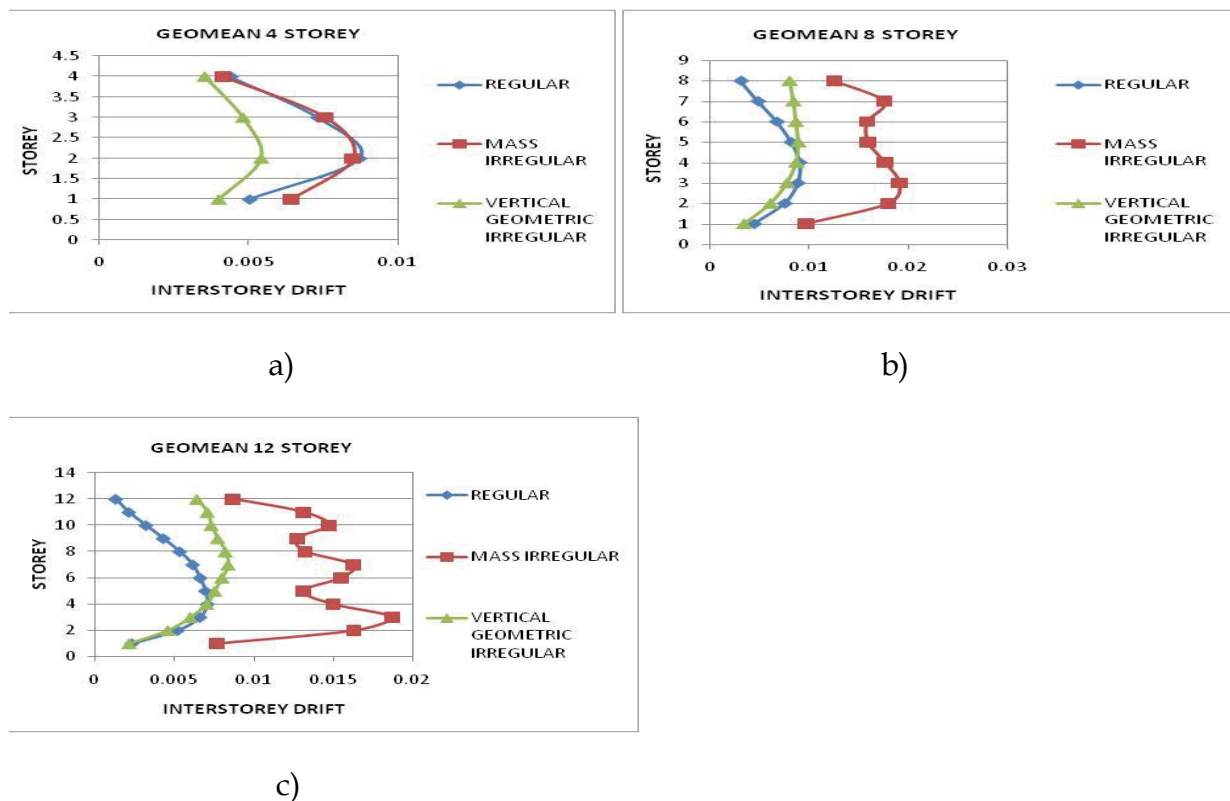 GEOMEAN 4 STOREY
4.5
4
3.5
3
2.5
2
1.5
1
0.5
0
STOREY
0
0.005
0.01
INTERSTOREY DRIFT
REGULAR
MASS
IRREGULAR
VERTICAL
GEOMETRIC
IRREGULAR
a)
GEOMEAN 8 STOREY
9
8
7
6
5
4
3
2
1
0
STOREY
0
0.01
0.02
0.03
INTERSTOREY DRIFT
REGULAR
MASS
IRREGULAR
VERTICAL
GEOMETRIC
IRREGULAR
b)
GEOMEAN 12 STOREY
14
12
10
8
6
4
2
0
STOREY
0
0.005
0.01
0.015
0.02
INTERSTOREY DRIFT
REGULAR
MASS IRREGULAR
VERTICAL
GEOMETRIC
IRREGULAR
c)